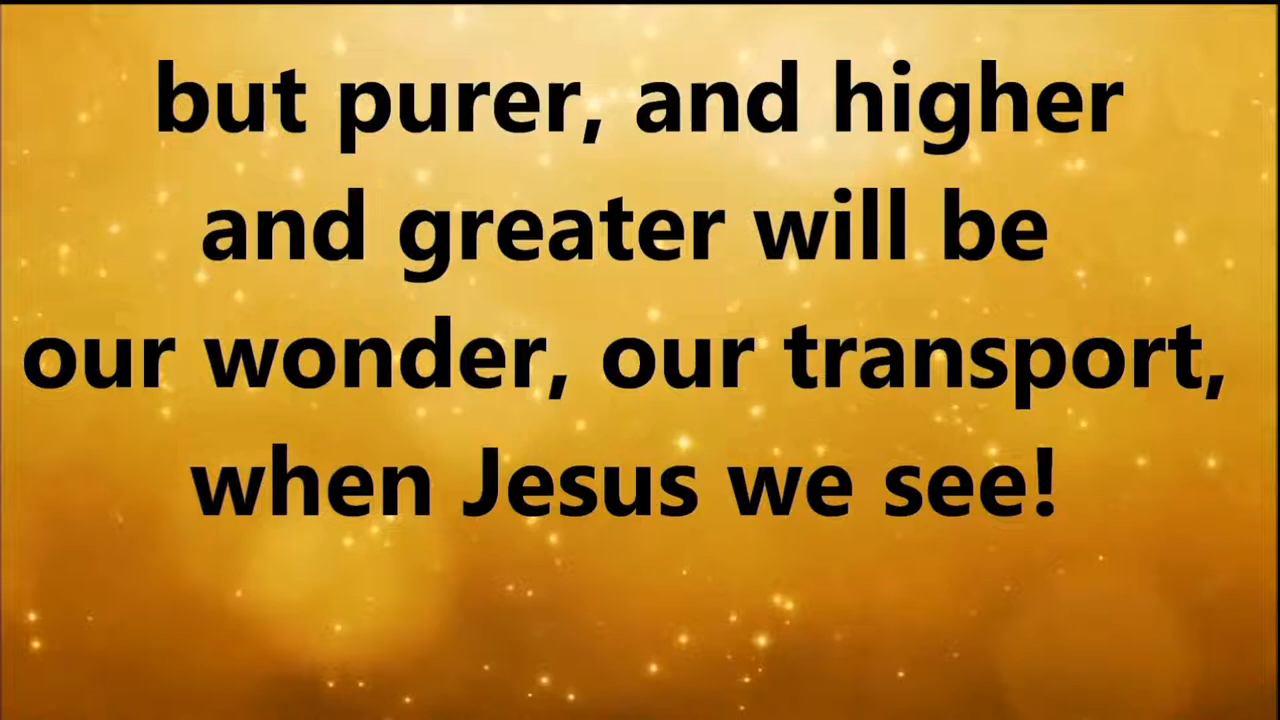 but purer, and higher
and greater will be
our wonder, our transport,
when Jesus we see!